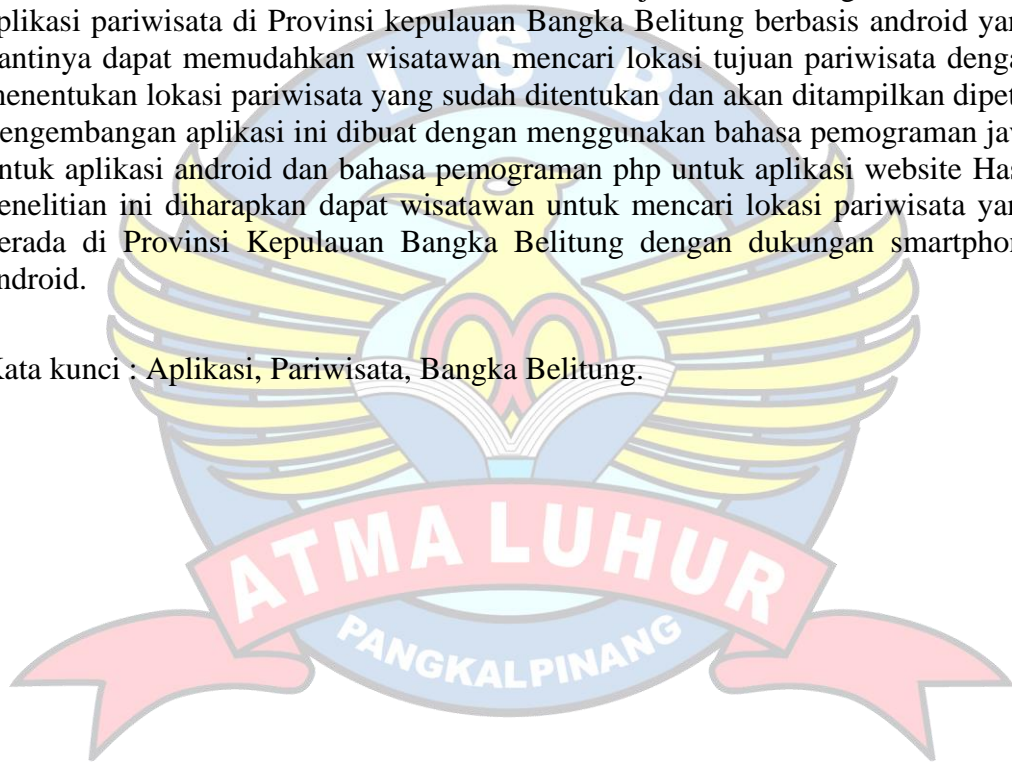 plikasi pariwisata di Provinsi kepulauan Bangka Belitung berbasis android yan
antinya dapat memudahkan wisatawan mencari lokasi tujuan pariwisata denga
nenentukan lokasi pariwisata yang sudah ditentukan dan akan ditampilkan dipet
engembangan aplikasi ini dibuat dengan menggunakan bahasa pemograman jav
ntuk aplikasi android dan bahasa pemograman php untuk aplikasi website Has
enelitian ini diharapkan dapat wisatawan untuk mencari lokasi pariwisata yan
erada di Provinsi Kepulauan Bangka Belitung dengan dukungan smartphon
ndroid.
Kata kunci : Aplikasi, Pariwisata, Bangka Belitung.
I S B
ATMA LUHUR
PANGKALPINANG